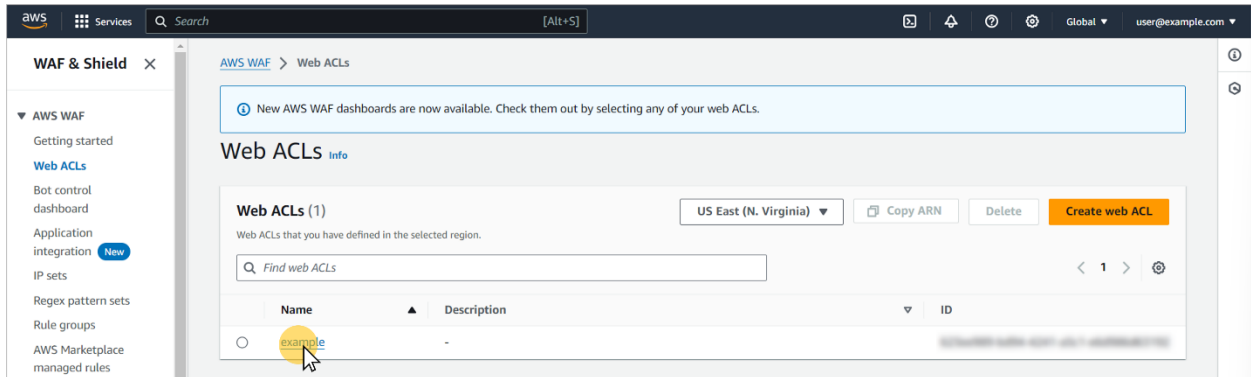 aws Services Search [Alt+S] Global user@example.com
WAF & Shield
AWS WAF
Getting started
Web ACLs
Bot control
dashboard
Application
integration New
IP sets
Regex pattern sets
Rule groups
AWS Marketplace
managed rules
AWS WAF > Web ACLs
New AWS WAF dashboards are now available. Check them out by selecting any of your web ACLs.
Web ACLs Info
Web ACLs (1) US East (N. Virginia) Copy ARN Delete Create web ACL
Web ACLs that you have defined in the selected region.
Find web ACLs < 1 >
Name Description ID
example -